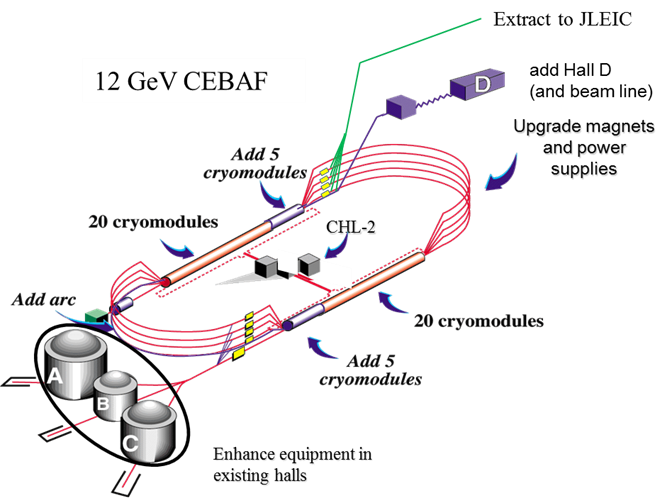 Extract to JLEIC
12 GeV CEBAF
add Hall D
(and beam line)
D
Upgrade magnets
and power
supplies
Add 5
cryomodules
20 cryomodules
CHL-2
Add arc
20 cryomodules
Add 5
cryomodules
A
B
C
Enhance equipment in
existing halls